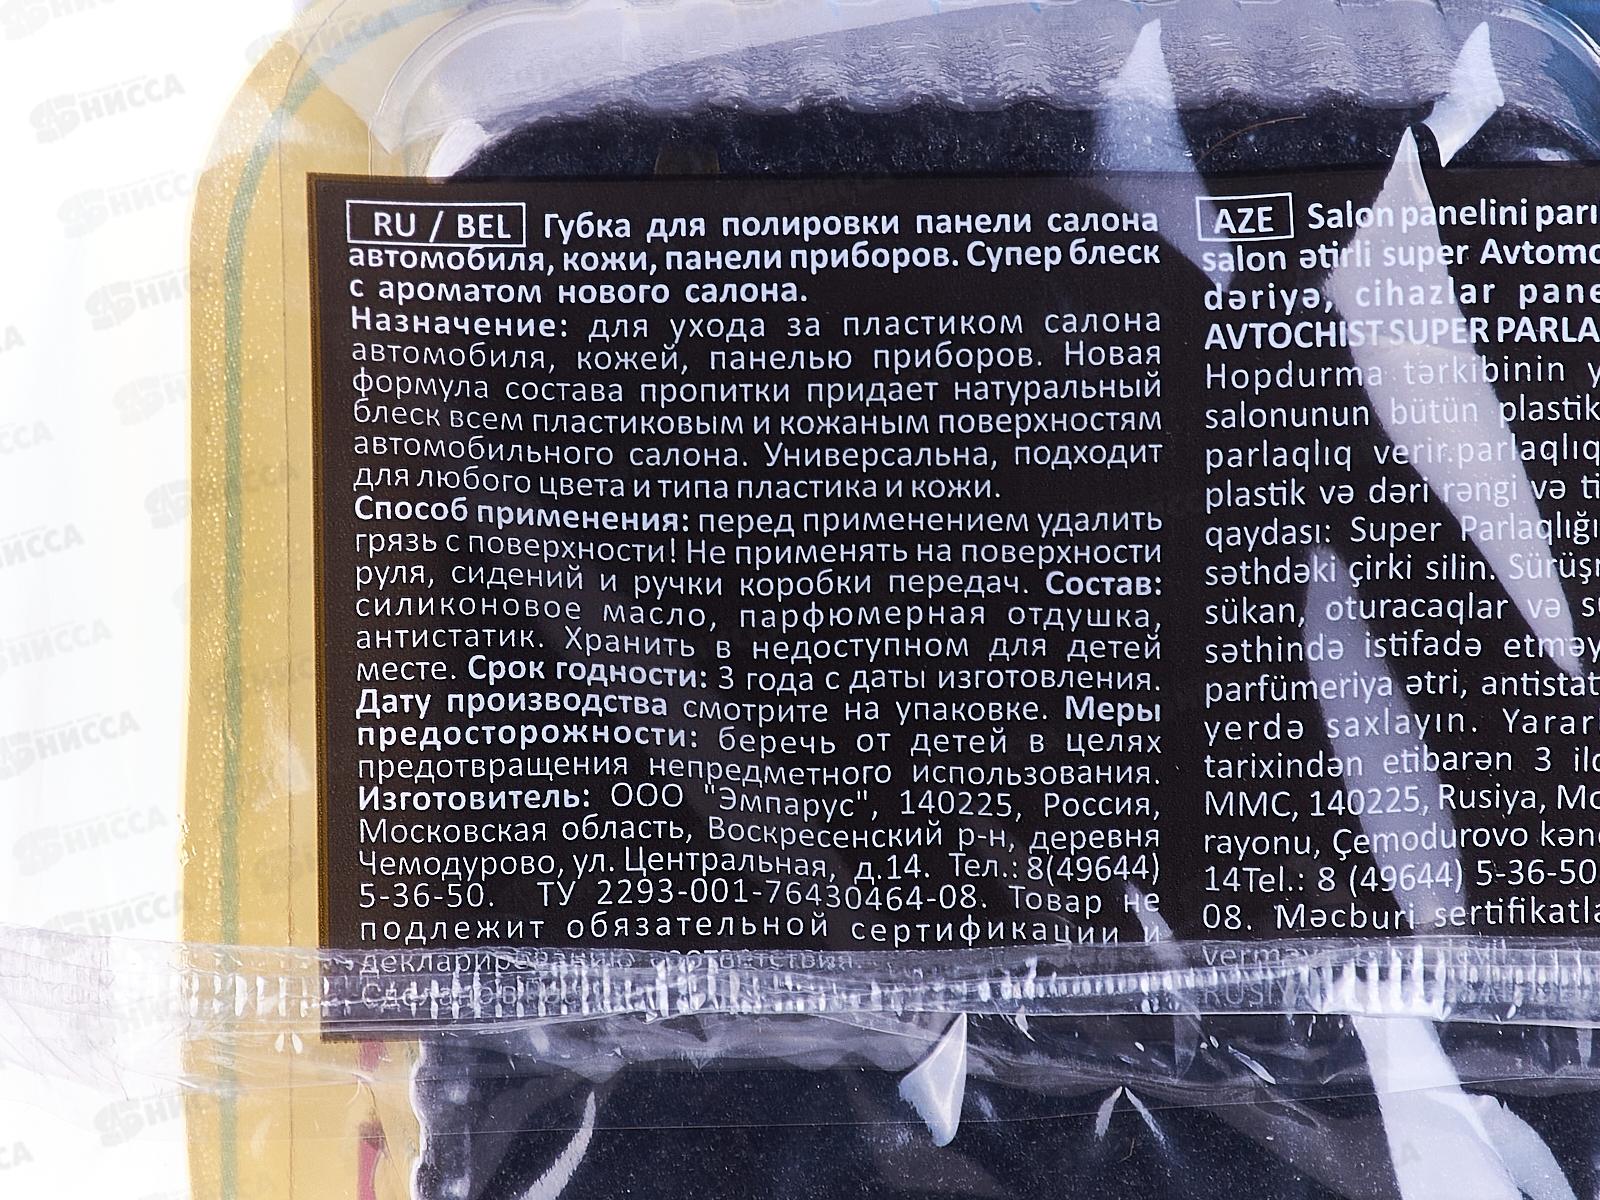 RU / BEL Губка для полировки панели салона
автомобиля, кожи, панели приборов. Супер блеск
с ароматом нового салона.
Назначение: для ухода за пластиком салона
автомобиля, кожей, панелью приборов. Новая
формула состава пропитки придает натуральный
блеск всем пластиковым и кожаным поверхностям
автомобильного салона. Универсальна, подходит
для любого цвета и типа пластика и кожи.
Способ применения: перед применением удалить
грязь с поверхности! Не применять на поверхности
руля, сидений и ручки коробки передач. Состав:
силиконовое масло, парфюмерная отдушка,
антистатик. Хранить в недоступном для детей
месте. Срок годности: 3 года с даты изготовления.
Дату производства смотрите на упаковке. Меры
предосторожности: беречь от детей в целях
предотвращения непредметного использования.
Изготовитель: ООО "Эмпарус", 140225, Россия,
Московская область, Воскресенский р-н, деревня
Чемодурово, ул. Центральная, д.14. Тел.: 8(49644)
5-36-50. ТУ 2293-001-76430464-08. Товар не
подлежит обязательной сертификации и
декларированию соответствия.
AZE Salon panelini
salon ətirli super
dəriyə, cihazlar
AVTOCHIST SUPER
Hopdurma tərkibinin
salonunun bütün plastik
parlaqlıq verir.parlaqlıq
plastik və dəri rəngi və
qaydası: Super
səthdəki çirki silin.
sükan, oturacaqlar və
səthində istifadə
parfümeriya ətri,
yerdə saxlayın.
tarixindən etibarən 3
MMC, 140225, Rusiya,
rayonu, Çemodurovo
14Tel.: 8 (49644) 5-36-50
08. Məcburi
НИССА
НИССА
НИССА
НИССА
НИССА
НИССА